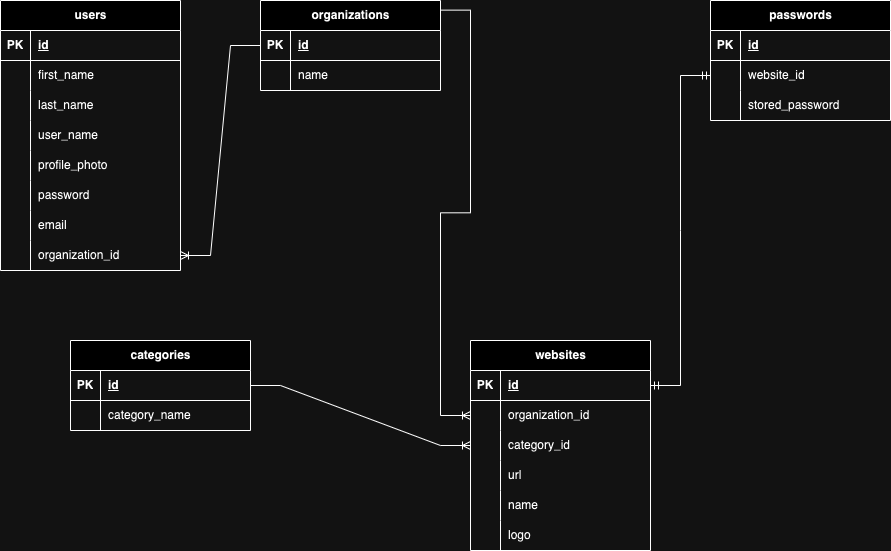 users
PK id
first_name
last_name
user_name
profile_photo
password
email
organization_id
organizations
PK id
name
passwords
PK id
website_id
stored_password
categories
PK id
category_name
websites
PK id
organization_id
category_id
url
name
logo